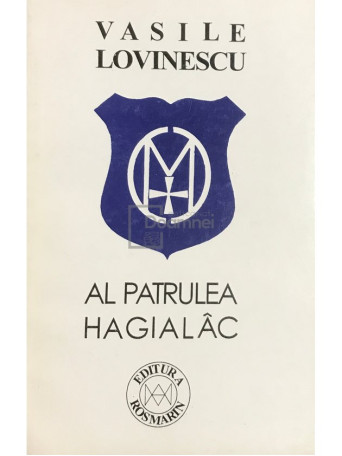 VASILE
LOVINESCU
AL PATRULEA
HAGIALÂC
EDITURA
ROSMARIN